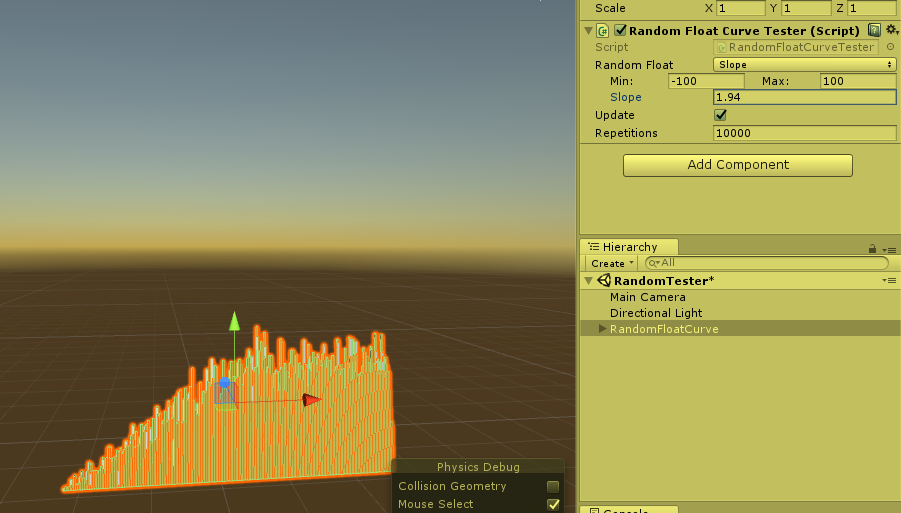 Scale X 1 Y 1 Z 1
Random Float Curve Tester (Script)
Script RandomFloatCurveTester
Random Float Slope
Min: -100 Max: 100
Slope 1.94
Update
Repetitions 10000
Add Component
Hierarchy
Create All
RandomTester*
Main Camera
Directional Light
RandomFloatCurve
Physics Debug
Collision Geometry
Mouse Select
Console